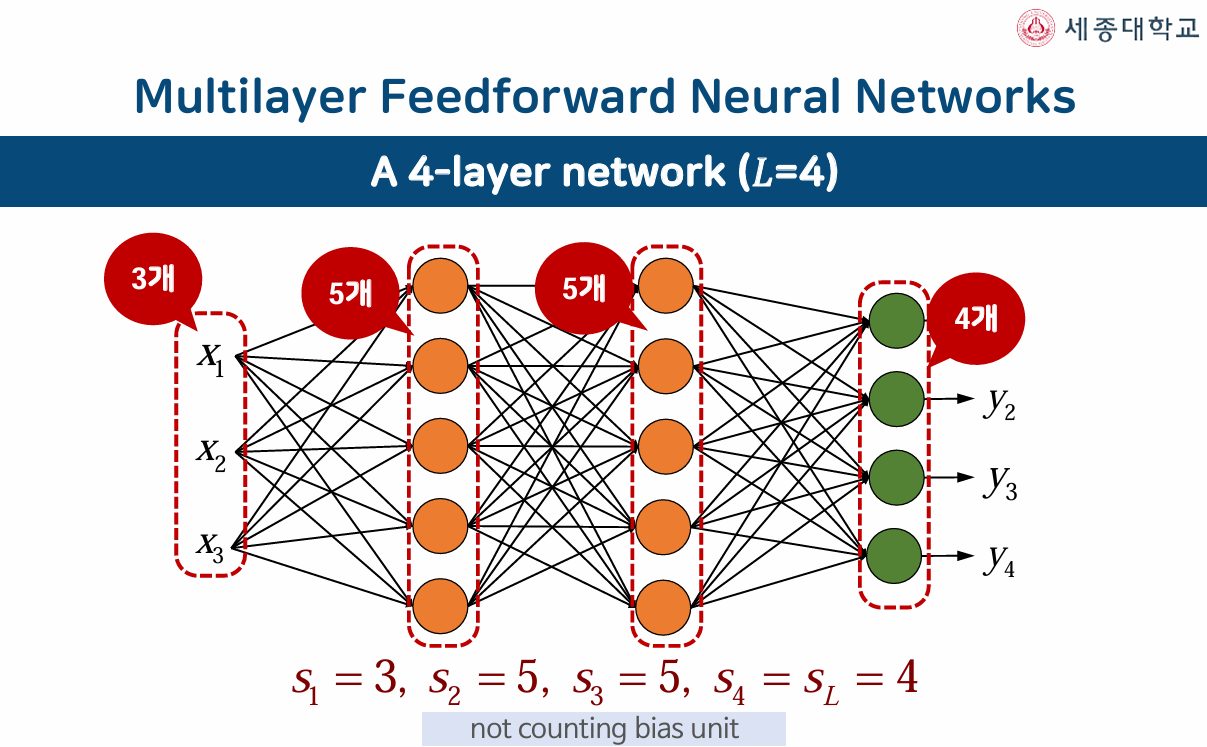 세종대학교
Multilayer Feedforward Neural Networks
A 4-layer network (L=4)
3개
5개
5개
4개
x₁
x₂
x₃
y₂
y₃
y₄
s₁ = 3, s₂ = 5, s₃ = 5, s₄ = s_L = 4
not counting bias unit